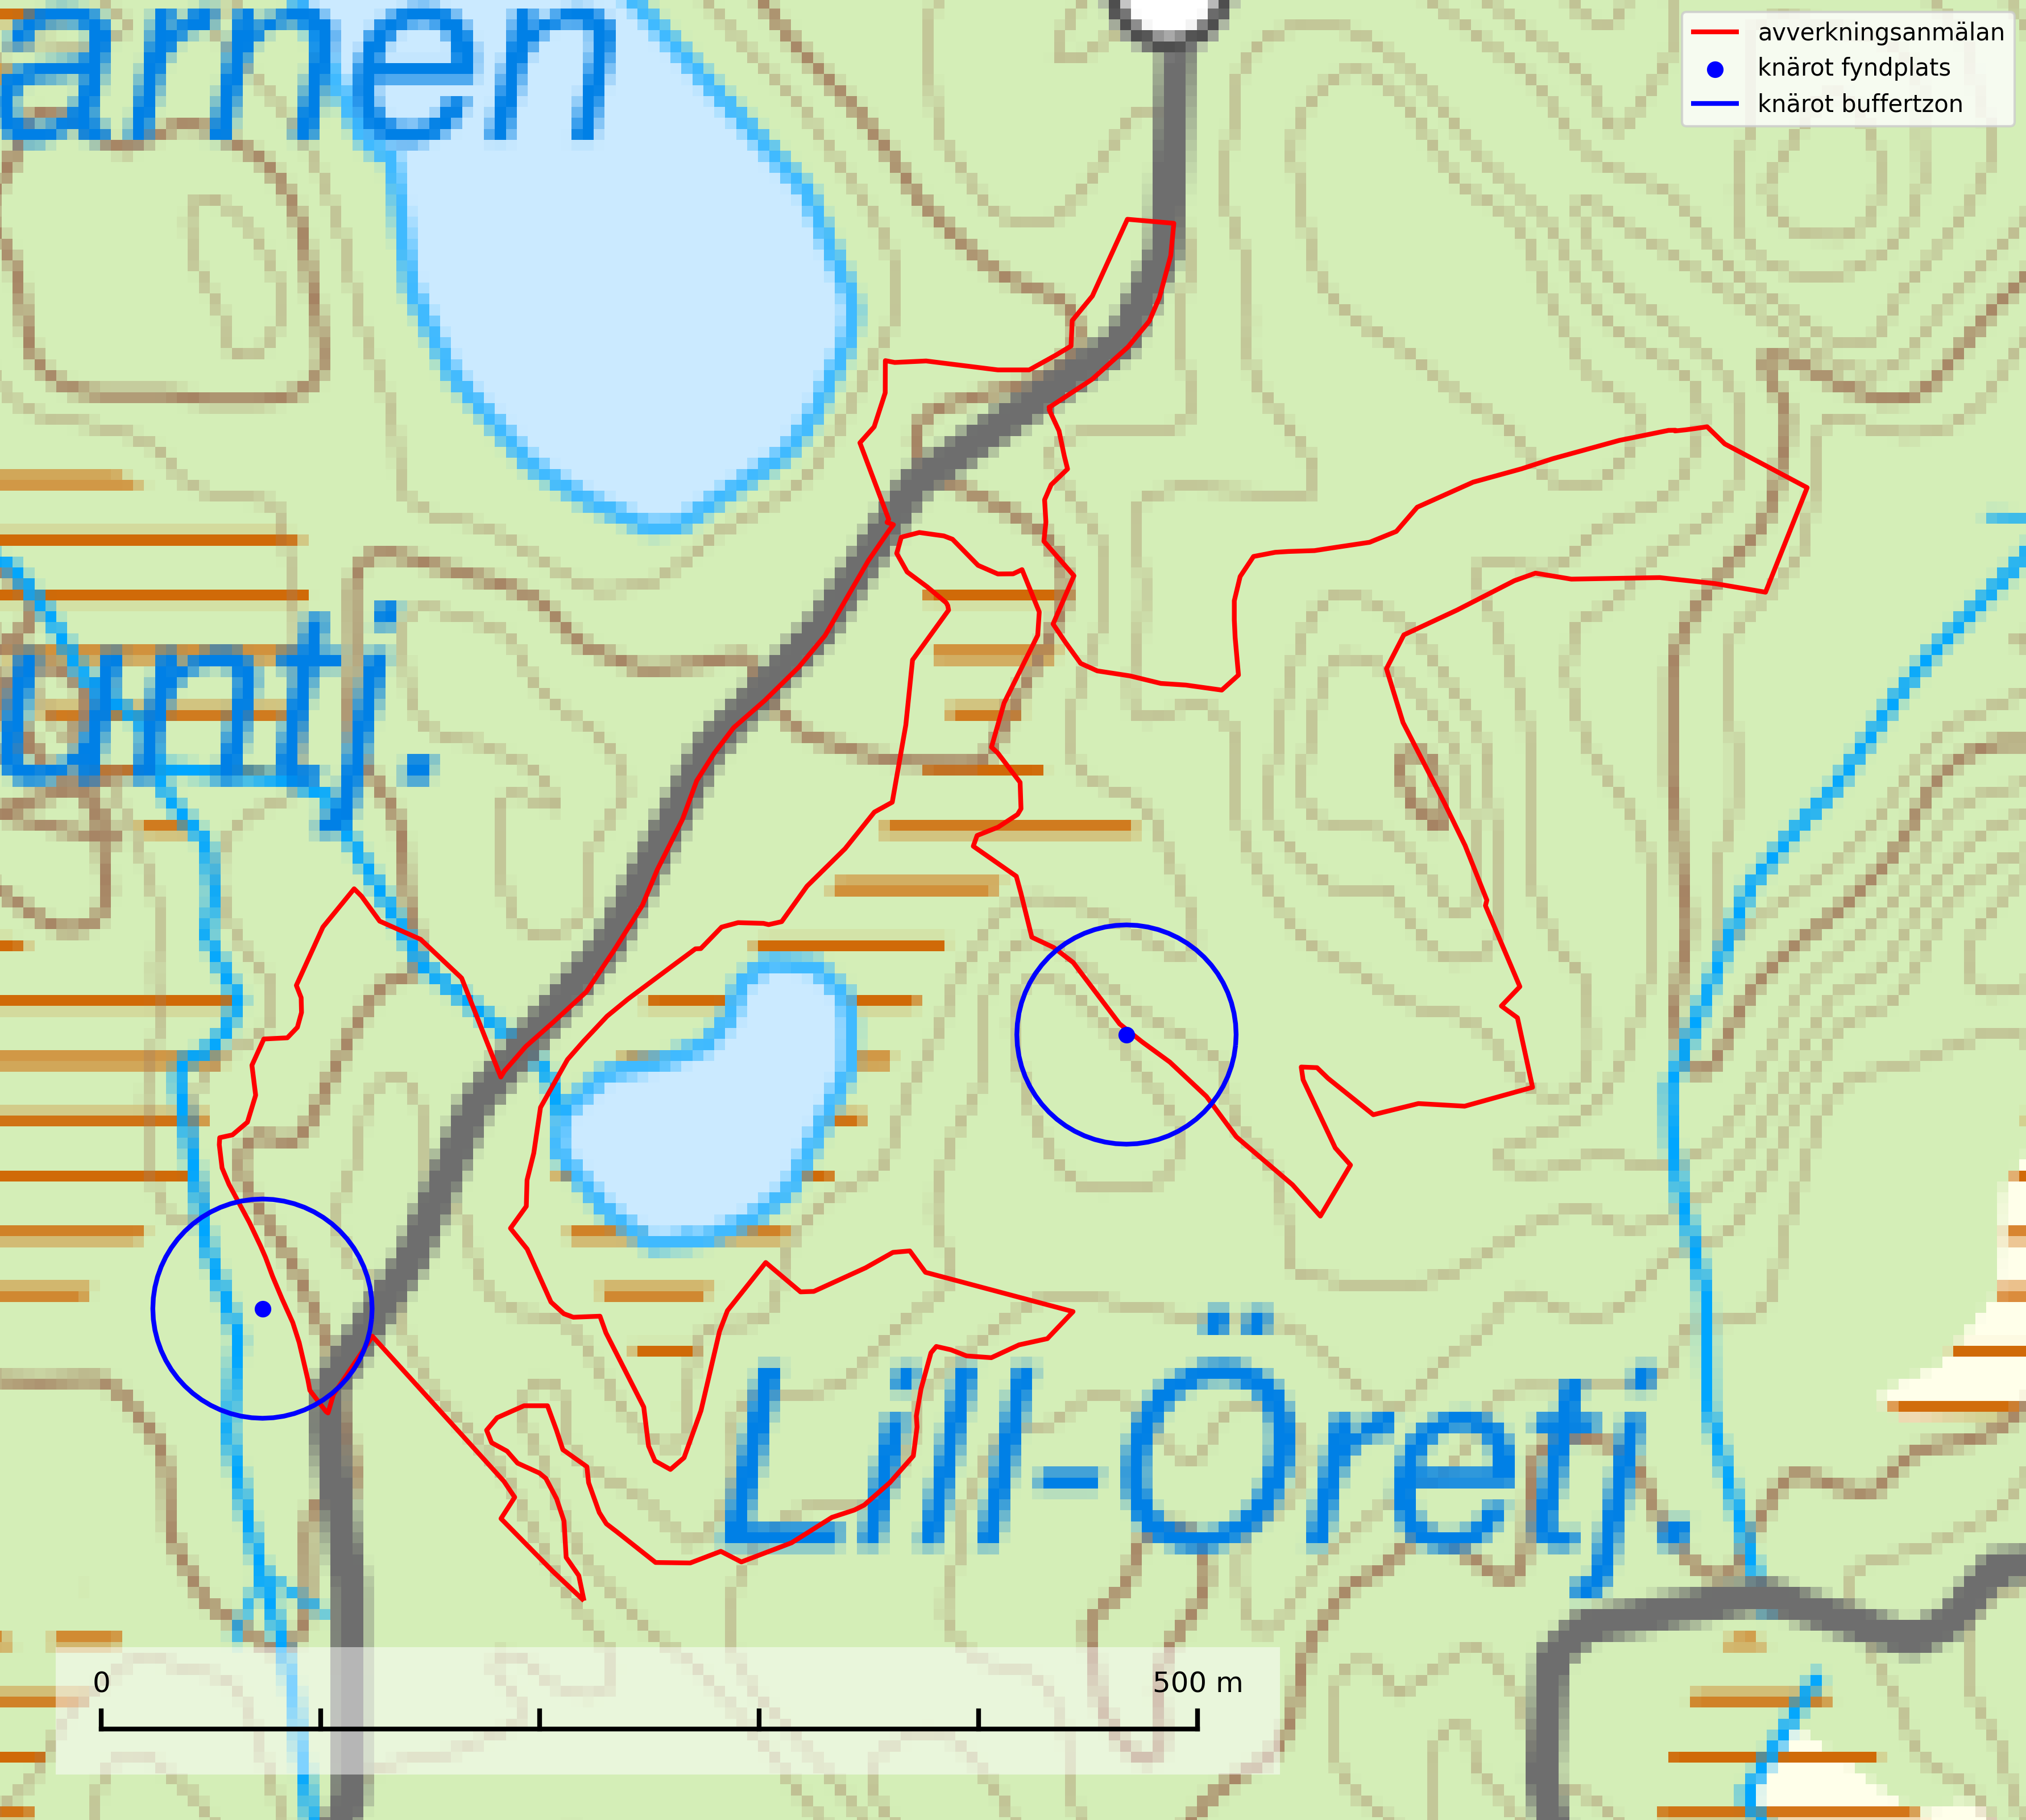 arnen
avverkningsanmälan
knärot fyndplats
knärot buffertzon
untj.
Lill-Öretj.
0 500 m